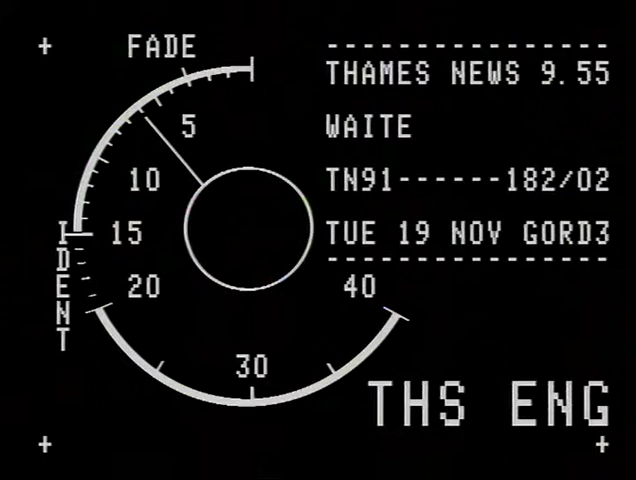 FADE
5
10
15
20
30
40
IDENT
----------------
THAMES NEWS 9.55
WAITE
TN91------182/02
TUE 19 NOV GORD3
----------------
THS ENG